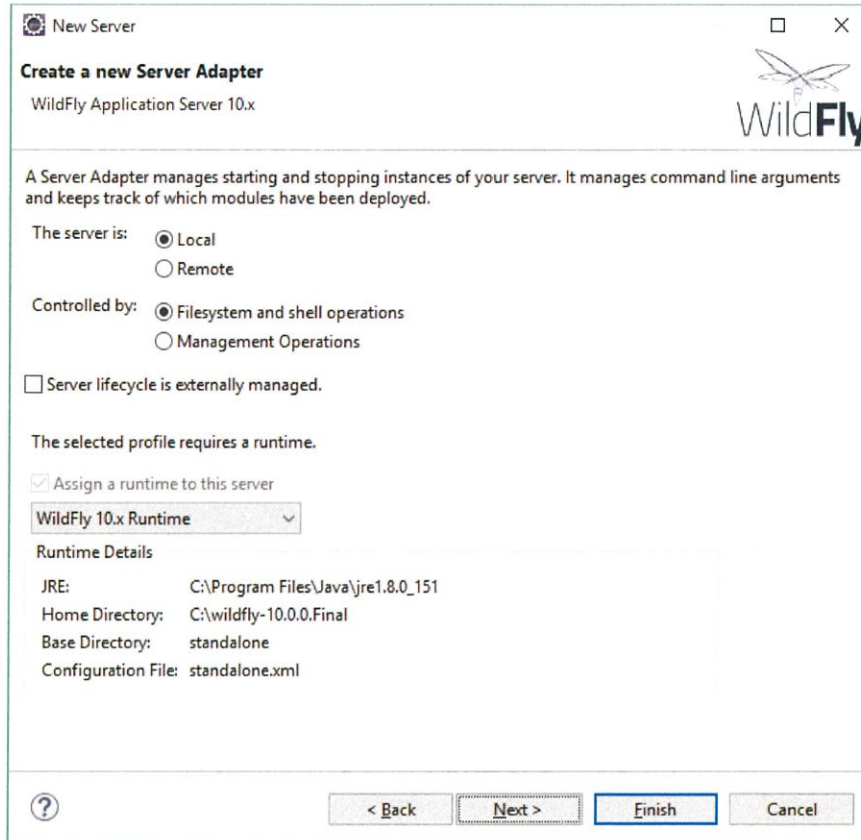 New Server
Create a new Server Adapter
WildFly Application Server 10.x
WildFly
A Server Adapter manages starting and stopping instances of your server. It manages command line arguments
and keeps track of which modules have been deployed.
The server is: Local
Remote
Controlled by: Filesystem and shell operations
Management Operations
Server lifecycle is externally managed.
The selected profile requires a runtime.
Assign a runtime to this server
WildFly 10.x Runtime
Runtime Details
JRE: C:\Program Files\Java\jre1.8.0_151
Home Directory: C:\wildfly-10.0.0.Final
Base Directory: standalone
Configuration File: standalone.xml
? < Back Next > Finish Cancel